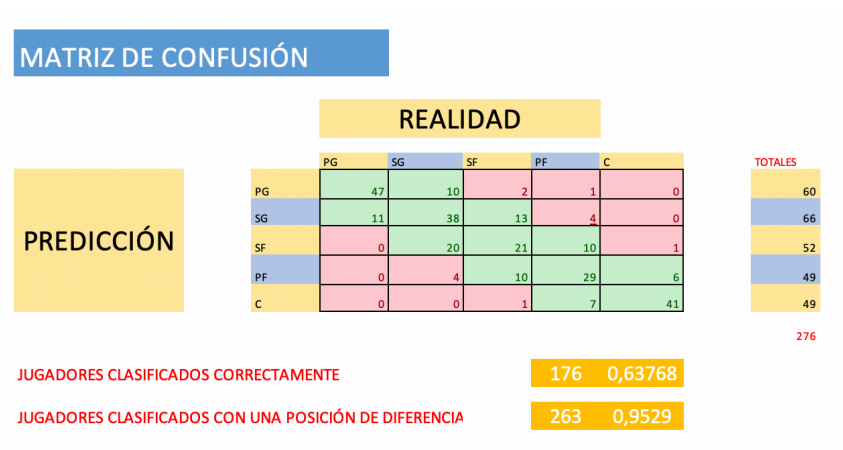 MATRIZ DE CONFUSIÓN
REALIDAD
PG SG SF PF C TOTALES
PG 47 10 2 1 0 60
SG 11 38 13 4 0 66
PREDICCIÓN
SF 0 20 21 10 1 52
PF 0 4 10 29 6 49
C 0 0 1 7 41 49
276
JUGADORES CLASIFICADOS CORRECTAMENTE 176 0,63768
JUGADORES CLASIFICADOS CON UNA POSICIÓN DE DIFERENCIA 263 0,9529